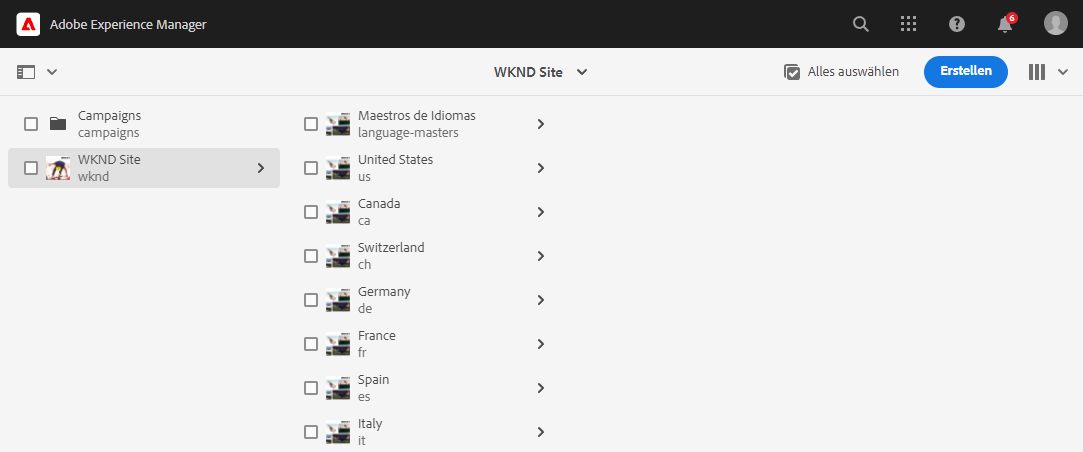 Adobe Experience Manager
6
WKND Site
Alles auswählen
Erstellen
Campaigns
campaigns
WKND Site
wknd
Maestros de Idiomas
language-masters
United States
us
Canada
ca
Switzerland
ch
Germany
de
France
fr
Spain
es
Italy
it